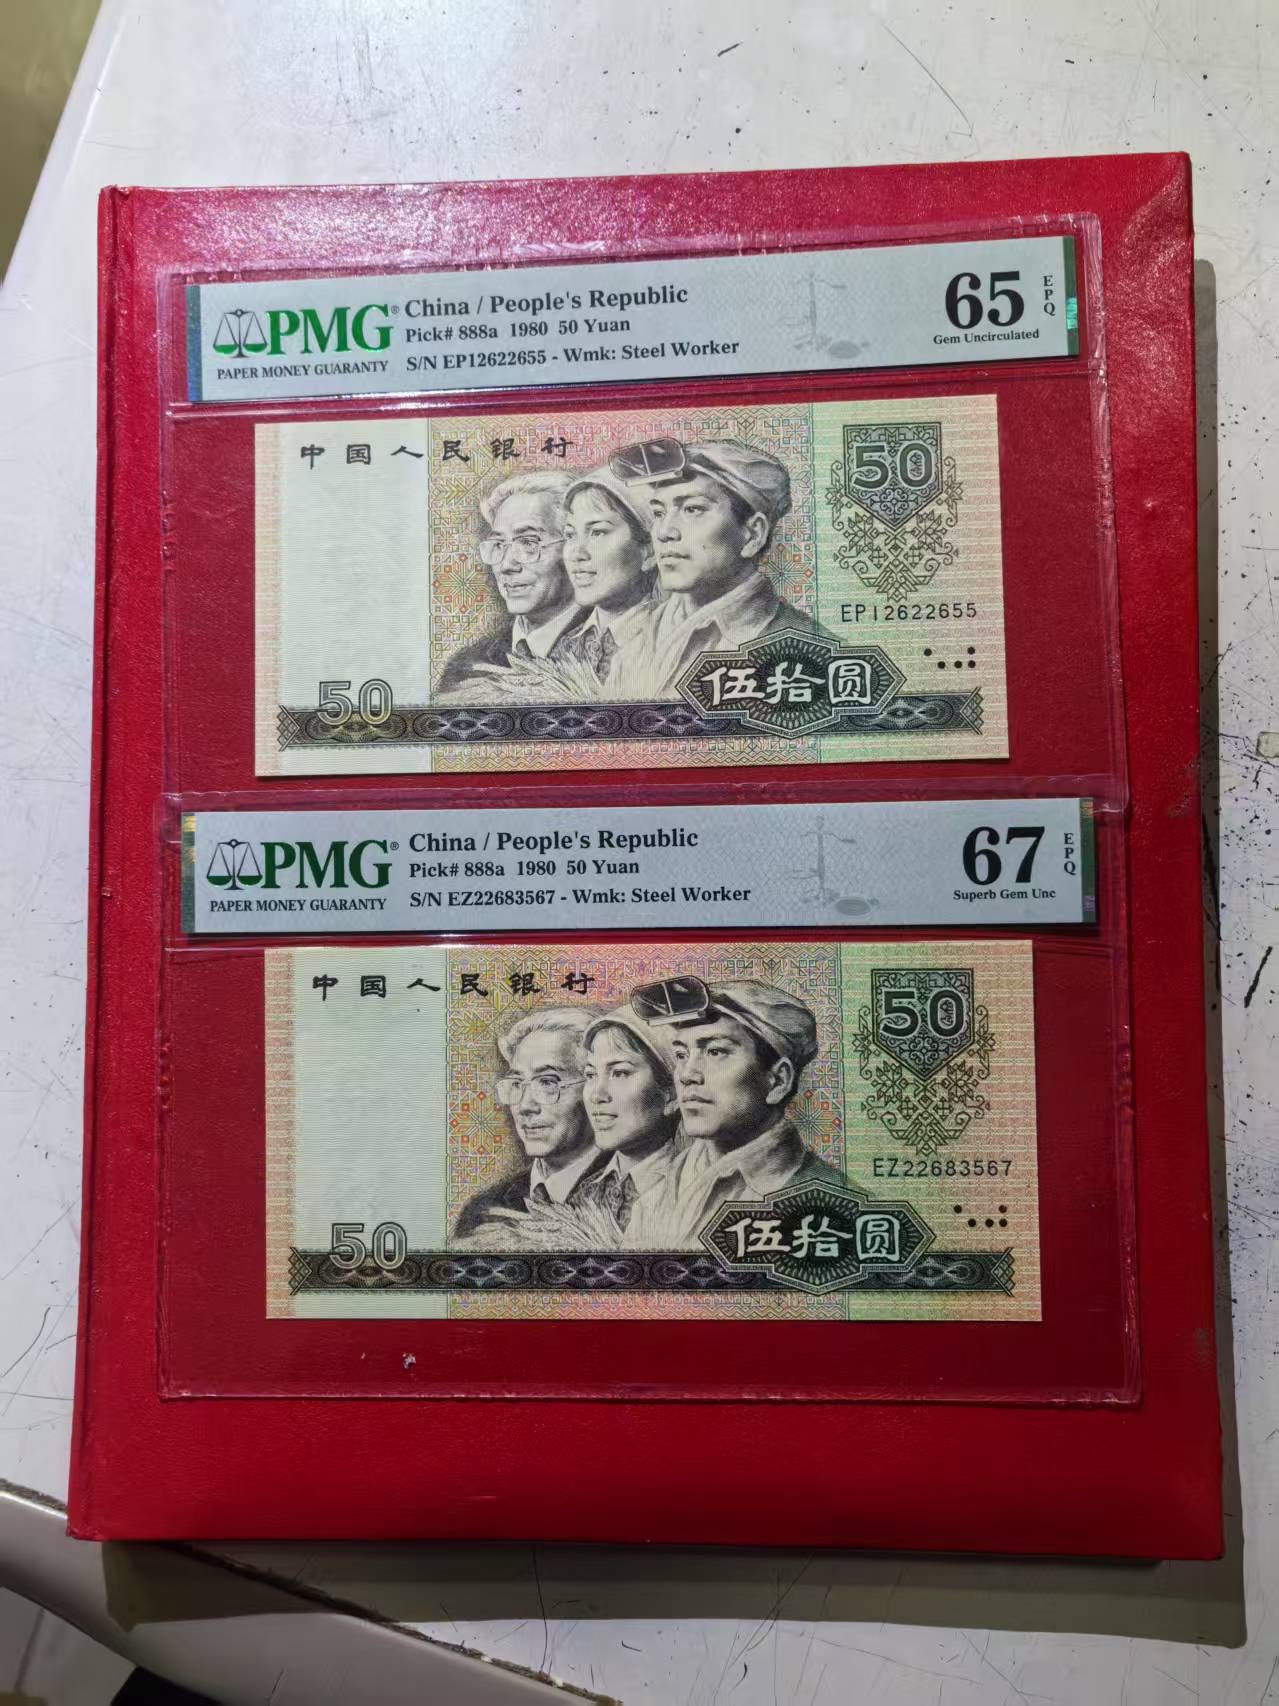 PMG®
PAPER MONEY GUARANTY
China / People's Republic
Pick# 888a 1980 50 Yuan
S/N EP12622655 - Wmk: Steel Worker
65
EPQ
Gem Uncirculated
中国人民银行
50
EP12622655
50
伍拾圆
PMG®
PAPER MONEY GUARANTY
China / People's Republic
Pick# 888a 1980 50 Yuan
S/N EZ22683567 - Wmk: Steel Worker
67
EPQ
Superb Gem Unc
中国人民银行
50
EZ22683567
50
伍拾圆